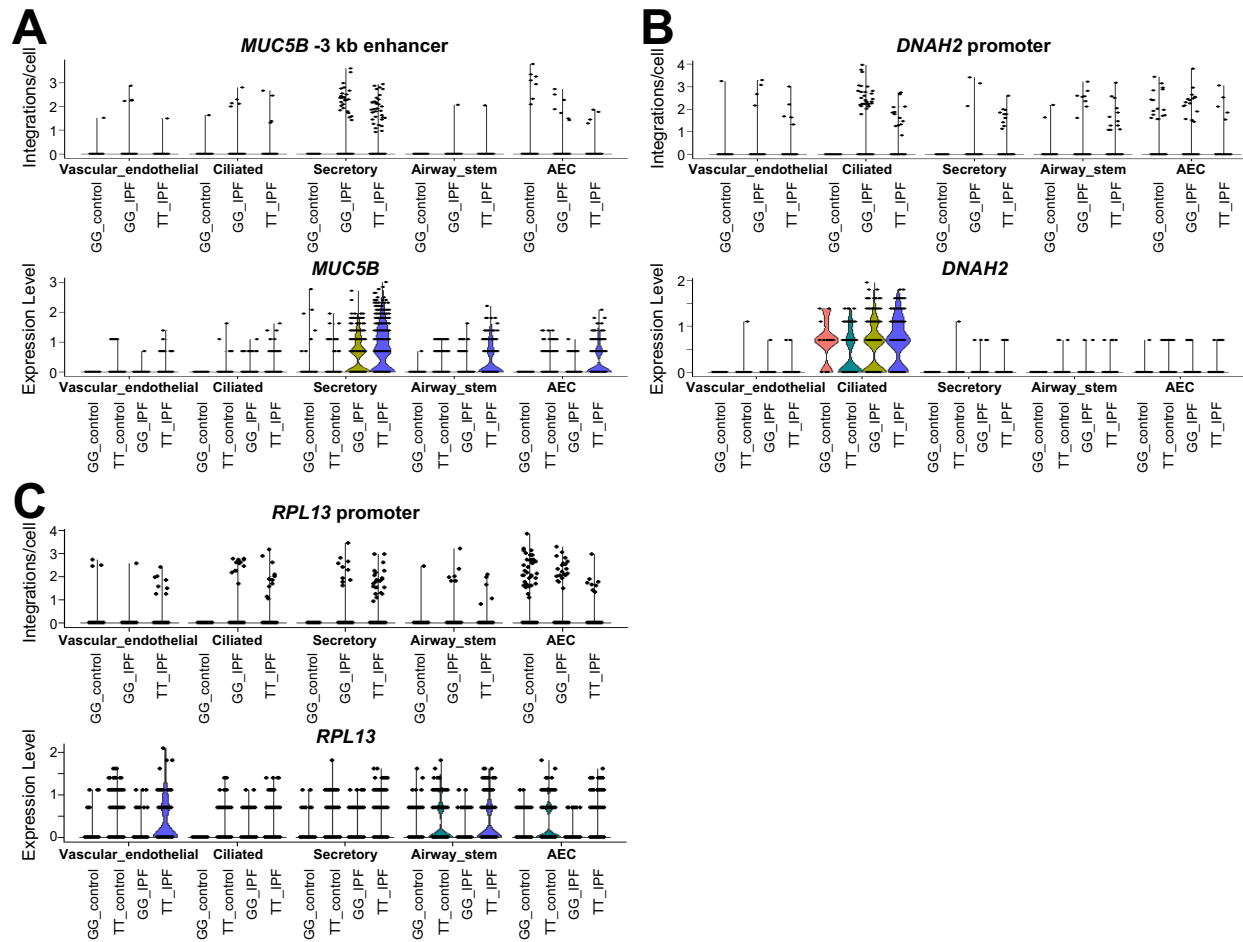 A
MUC5B -3 kb enhancer
Integrations/cell
3
2
1
0
Vascular_endothelial Ciliated Secretory Airway_stem AEC
GG_control GG_IPF TT_IPF GG_control GG_IPF TT_IPF GG_control GG_IPF TT_IPF GG_control GG_IPF TT_IPF GG_control GG_IPF TT_IPF
MUC5B
Expression Level
3
2
1
0
Vascular_endothelial Ciliated Secretory Airway_stem AEC
GG_control TT_control GG_IPF TT_IPF GG_control TT_control GG_IPF TT_IPF GG_control TT_control GG_IPF TT_IPF GG_control TT_control GG_IPF TT_IPF GG_control TT_control GG_IPF TT_IPF
B
DNAH2 promoter
Integrations/cell
4
3
2
1
0
Vascular_endothelial Ciliated Secretory Airway_stem AEC
GG_control GG_IPF TT_IPF GG_control GG_IPF TT_IPF GG_control GG_IPF TT_IPF GG_control GG_IPF TT_IPF GG_control GG_IPF TT_IPF
DNAH2
Expression Level
2
1
0
Vascular_endothelial Ciliated Secretory Airway_stem AEC
GG_control TT_control GG_IPF TT_IPF GG_control TT_control GG_IPF TT_IPF GG_control TT_control GG_IPF TT_IPF GG_control TT_control GG_IPF TT_IPF GG_control TT_control GG_IPF TT_IPF
C
RPL13 promoter
Integrations/cell
4
3
2
1
0
Vascular_endothelial Ciliated Secretory Airway_stem AEC
GG_control GG_IPF TT_IPF GG_control GG_IPF TT_IPF GG_control GG_IPF TT_IPF GG_control GG_IPF TT_IPF GG_control GG_IPF TT_IPF
RPL13
Expression Level
2
1
0
Vascular_endothelial Ciliated Secretory Airway_stem AEC
GG_control TT_control GG_IPF TT_IPF GG_control TT_control GG_IPF TT_IPF GG_control TT_control GG_IPF TT_IPF GG_control TT_control GG_IPF TT_IPF GG_control TT_control GG_IPF TT_IPF